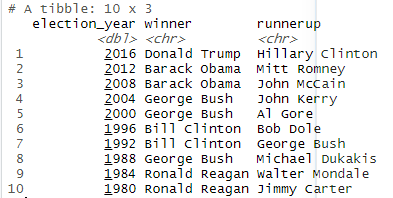 # A tibble: 10 x 3
election_year winner runnerup
<dbl> <chr> <chr>
1 2016 Donald Trump Hillary Clinton
2 2012 Barack Obama Mitt Romney
3 2008 Barack Obama John McCain
4 2004 George Bush John Kerry
5 2000 George Bush Al Gore
6 1996 Bill Clinton Bob Dole
7 1992 Bill Clinton George Bush
8 1988 George Bush Michael Dukakis
9 1984 Ronald Reagan Walter Mondale
10 1980 Ronald Reagan Jimmy Carter